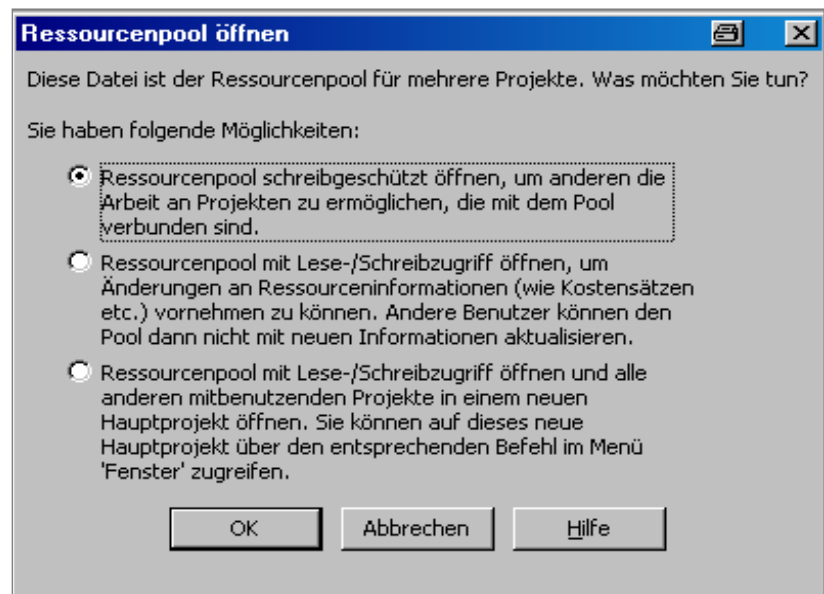 Ressourcenpool öffnen
Diese Datei ist der Ressourcenpool für mehrere Projekte. Was möchten Sie tun?
Sie haben folgende Möglichkeiten:
Ressourcenpool schreibgeschützt öffnen, um anderen die
Arbeit an Projekten zu ermöglichen, die mit dem Pool
verbunden sind.
Ressourcenpool mit Lese-/Schreibzugriff öffnen, um
Änderungen an Ressourceninformationen (wie Kostensätzen
etc.) vornehmen zu können. Andere Benutzer können den
Pool dann nicht mit neuen Informationen aktualisieren.
Ressourcenpool mit Lese-/Schreibzugriff öffnen und alle
anderen mitbenutzenden Projekte in einem neuen
Hauptprojekt öffnen. Sie können auf dieses neue
Hauptprojekt über den entsprechenden Befehl im Menü
'Fenster' zugreifen.
OK Abbrechen Hilfe